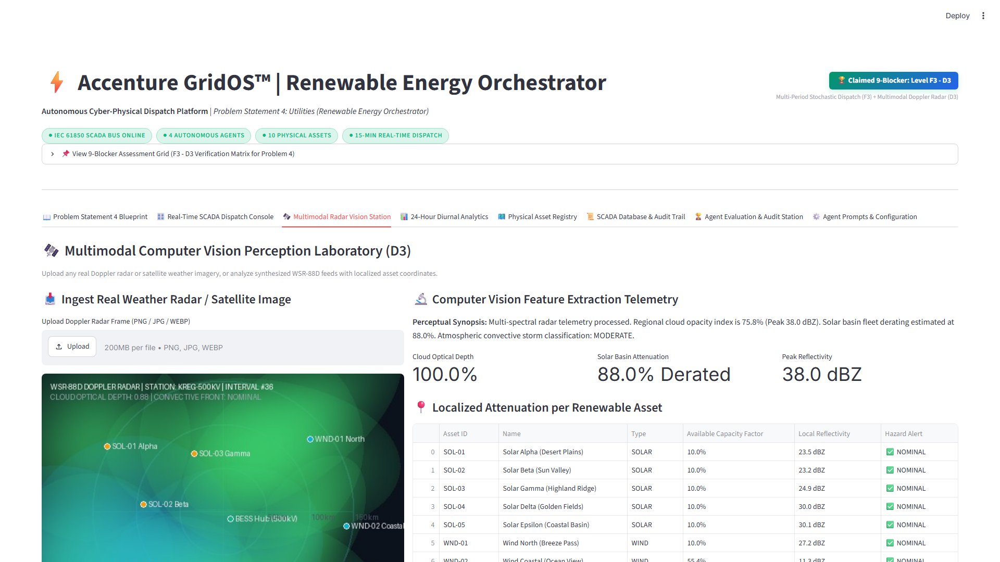 Deploy
Accenture GridOS™ | Renewable Energy Orchestrator
Claimed 9-Blocker: Level F3 - D3
Multi-Period Stochastic Dispatch (F3) + Multimodal Doppler Radar (D3)
Autonomous Cyber-Physical Dispatch Platform | Problem Statement 4: Utilities (Renewable Energy Orchestrator)
IEC 61850 SCADA BUS ONLINE
4 AUTONOMOUS AGENTS
10 PHYSICAL ASSETS
15-MIN REAL-TIME DISPATCH
View 9-Blocker Assessment Grid (F3 - D3 Verification Matrix for Problem 4)
Problem Statement 4 Blueprint
Real-Time SCADA Dispatch Console
Multimodal Radar Vision Station
24-Hour Diurnal Analytics
Physical Asset Registry
SCADA Database & Audit Trail
Agent Evaluation & Audit Station
Agent Prompts & Configuration
Multimodal Computer Vision Perception Laboratory (D3)
Upload any real Doppler radar or satellite weather imagery, or analyze synthesized WSR-88D feeds with localized asset coordinates.
Ingest Real Weather Radar / Satellite Image
Upload Doppler Radar Frame (PNG / JPG / WEBP)
Upload
200MB per file • PNG, JPG, WEBP
WSR-88D DOPPLER RADAR | STATION: KREG-500KV | INTERVAL #36
CLOUD OPTICAL DEPTH: 0.88 | CONVECTIVE FRONT: NOMINAL
SOL-01 Alpha
SOL-03 Gamma
WND-01 North
SOL-02 Beta
BESS Hub (500kV)
100km
150km
WND-02 Coastal
Computer Vision Feature Extraction Telemetry
Perceptual Synopsis: Multi-spectral radar telemetry processed. Regional cloud opacity index is 75.8% (Peak 38.0 dBZ). Solar basin fleet derating estimated at
88.0%. Atmospheric convective storm classification: MODERATE.
Cloud Optical Depth
100.0%
Solar Basin Attenuation
88.0% Derated
Peak Reflectivity
38.0 dBZ
Localized Attenuation per Renewable Asset
Asset ID Name Type Available Capacity Factor Local Reflectivity Hazard Alert
0 SOL-01 Solar Alpha (Desert Plains) SOLAR 10.0% 23.5 dBZ NOMINAL
1 SOL-02 Solar Beta (Sun Valley) SOLAR 10.0% 23.2 dBZ NOMINAL
2 SOL-03 Solar Gamma (Highland Ridge) SOLAR 10.0% 24.9 dBZ NOMINAL
3 SOL-04 Solar Delta (Golden Fields) SOLAR 10.0% 30.0 dBZ NOMINAL
4 SOL-05 Solar Epsilon (Coastal Basin) SOLAR 10.0% 30.1 dBZ NOMINAL
5 WND-01 Wind North (Breeze Pass) WIND 10.0% 27.2 dBZ NOMINAL
6 WND-02 Wind Coastal (Ocean View) WIND 55.4% 11.3 dBZ NOMINAL